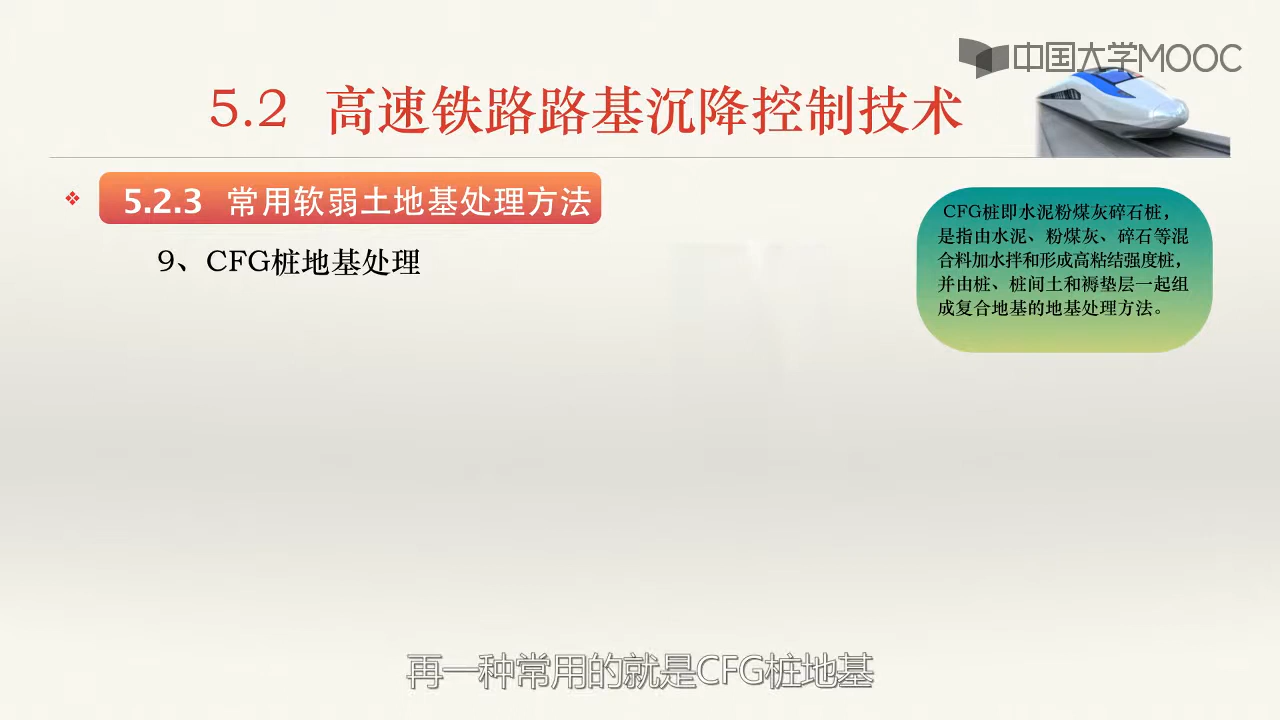 中国大学MOOC
5.2 高速铁路路基沉降控制技术
5.2.3 常用软弱土地基处理方法
9、CFG桩地基处理
CFG桩即水泥粉煤灰碎石桩，
是指由水泥、粉煤灰、碎石等混
合料加水拌和形成高粘结强度桩，
并由桩、桩间土和褥垫层一起组
成复合地基的地基处理方法。
再一种常用的就是CFG桩地基